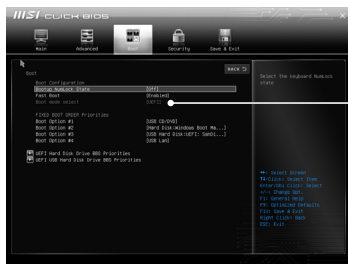 msi CLICK BIOS
Main
Advanced
Boot
Security
Save & Exit
BACK
Boot
Boot Configuration
Bootup NumLock State [Off]
Fast Boot [Enabled]
Boot mode select [UEFI]
FIXED BOOT ORDER Priorities
Boot Option #1 [USB CD/DVD]
Boot Option #2 [Hard Disk:Windows Boot Ma...]
Boot Option #3 [USB Hard Disk:UEFI: SanDi...]
Boot Option #4 [USB Lan]
UEFI Hard Disk Drive BBS Priorities
UEFI USB Hard Disk Drive BBS Priorities
Select the keyboard NumLock
state
: Select Screen
/Click: Select Item
Enter/Dbl Click: Select
+/-: Change Opt.
F1: General Help
F9: Optimized Defaults
F10: Save & Exit
Right Click: Back
ESC: Exit